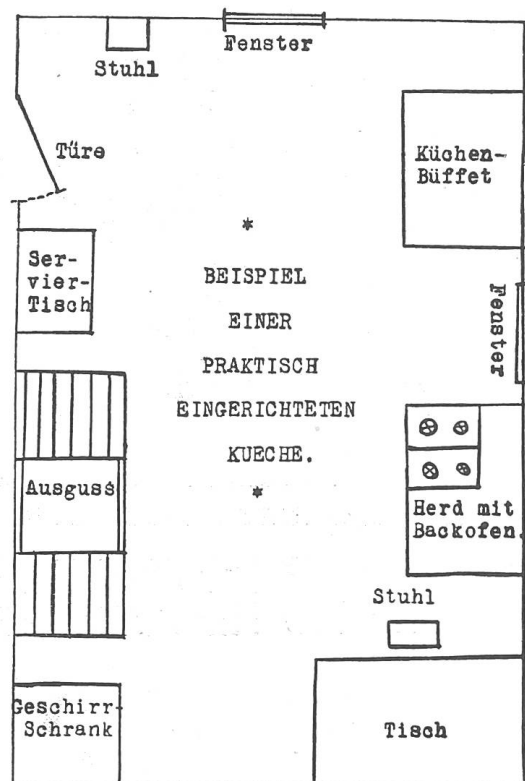 Fenster
Stuhl
Türe
Küchen-
Büffet
*
Ser-
vier-
Tisch
BEISPIEL
EINER
PRAKTISCH
EINGERICHTETEN
KUECHE.
*
Fenster
Ausguss
Herd mit
Backofen.
Stuhl
Geschirr-
Schrank
Tisch